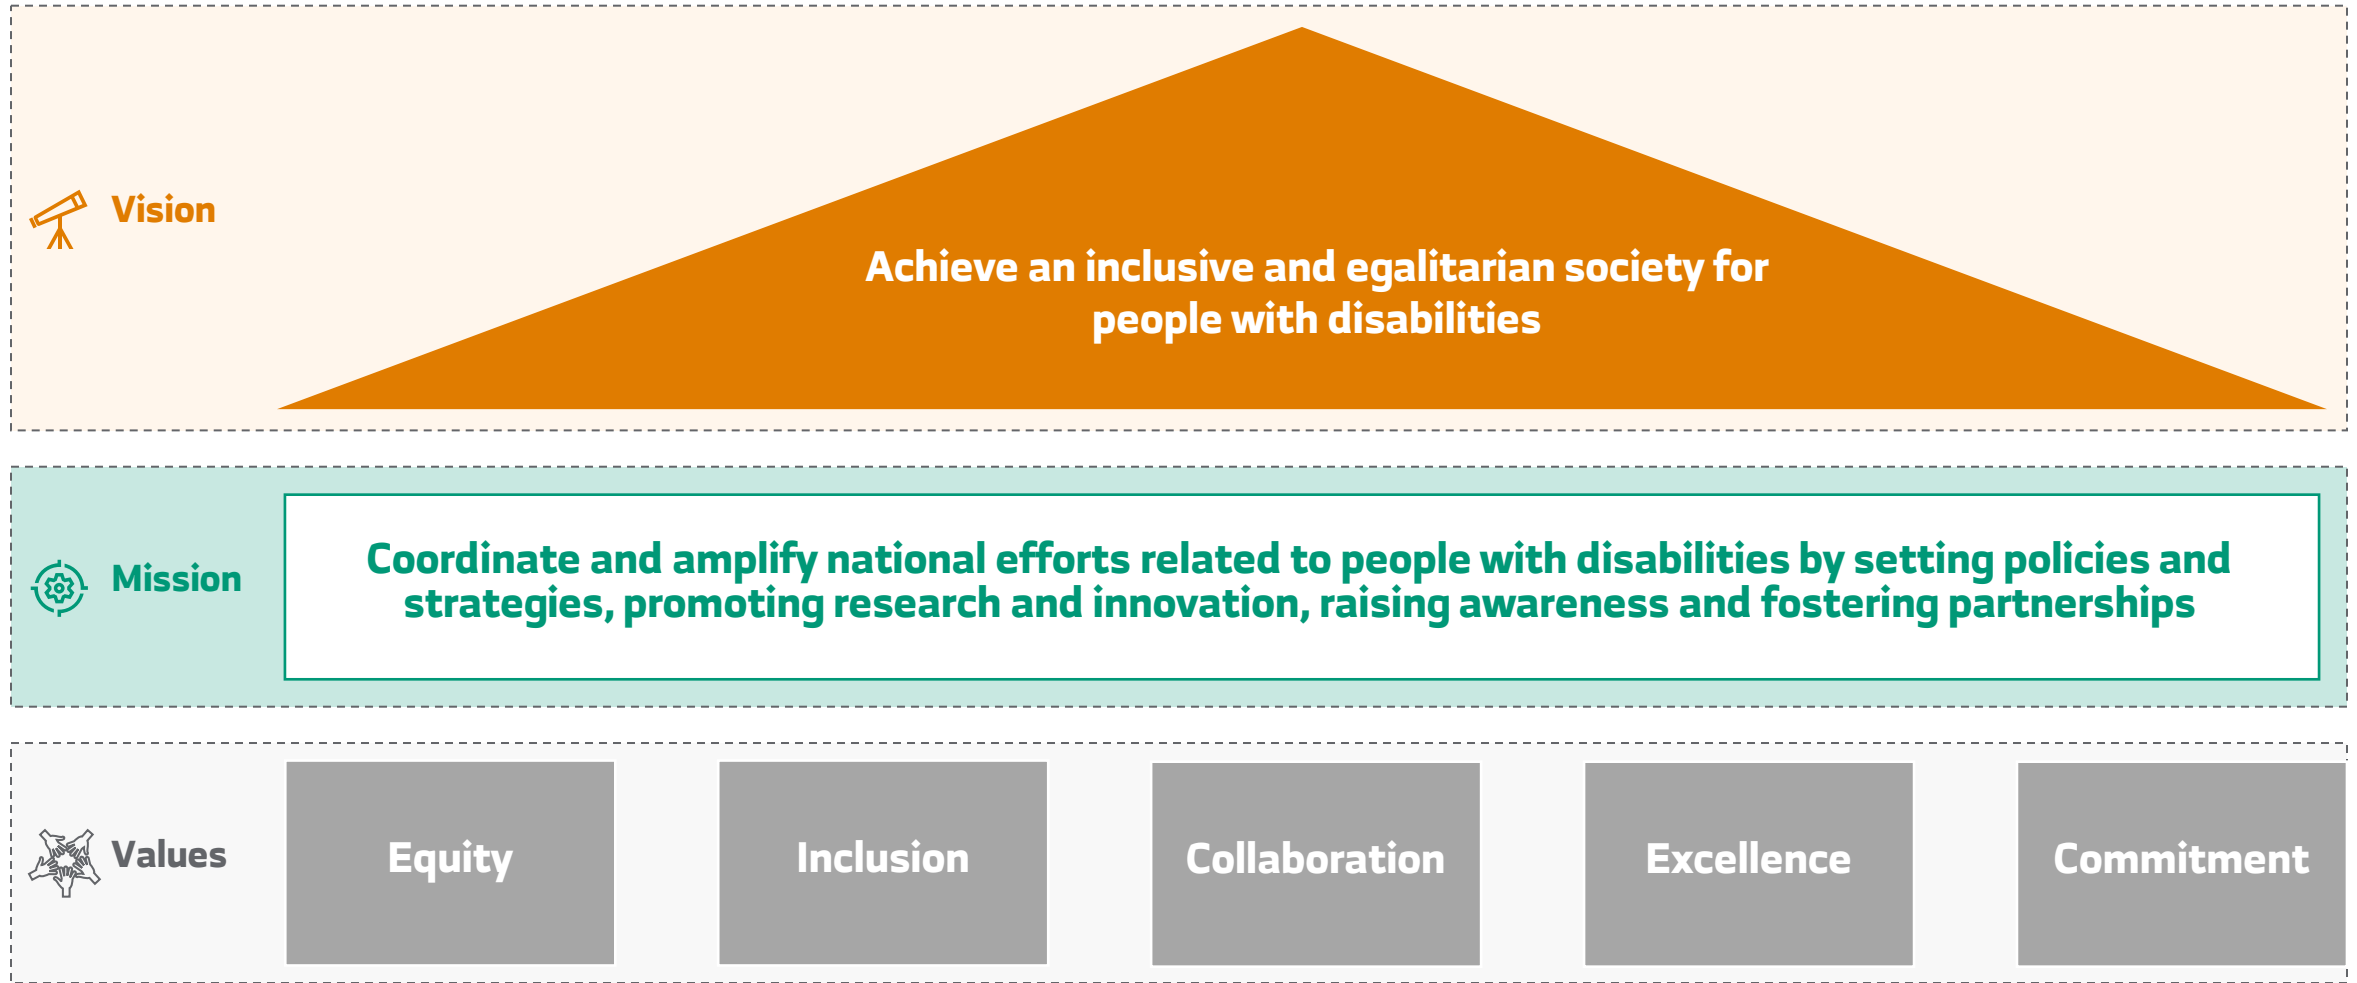 Vision
Achieve an inclusive and egalitarian society for
people with disabilities
Mission
Coordinate and amplify national efforts related to people with disabilities by setting policies and
strategies, promoting research and innovation, raising awareness and fostering partnerships
Values
Equity
Inclusion
Collaboration
Excellence
Commitment